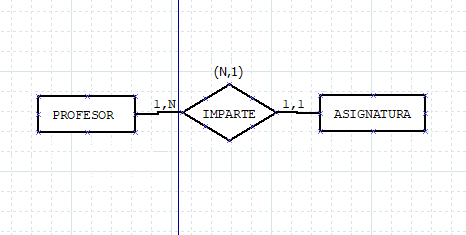 (N,1)
PROFESOR
1,N
IMPARTE
1,1
ASIGNATURA